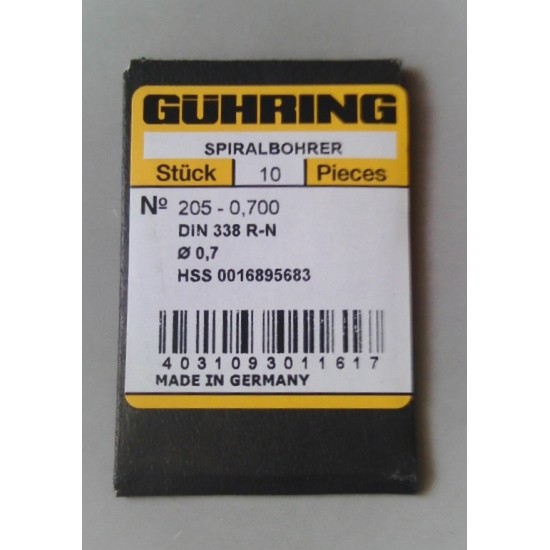 GÜHRING
SPIRALBOHRER
Stück 10 Pieces
Nº 205 - 0,700
DIN 338 R-N
Ø 0,7
HSS 0016895683
4031093011617
MADE IN GERMANY